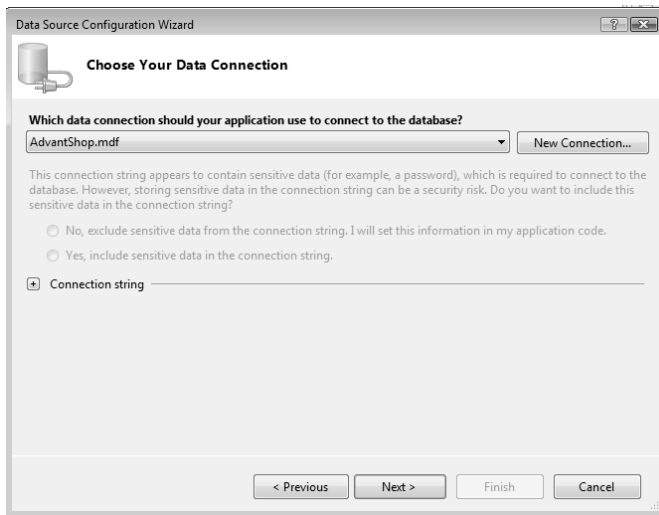 Data Source Configuration Wizard
Choose Your Data Connection
Which data connection should your application use to connect to the database?
AdvantShop.mdf
New Connection...
This connection string appears to contain sensitive data (for example, a password), which is required to connect to the
database. However, storing sensitive data in the connection string can be a security risk. Do you want to include this
sensitive data in the connection string?
No, exclude sensitive data from the connection string. I will set this information in my application code.
Yes, include sensitive data in the connection string.
Connection string
< Previous
Next >
Finish
Cancel